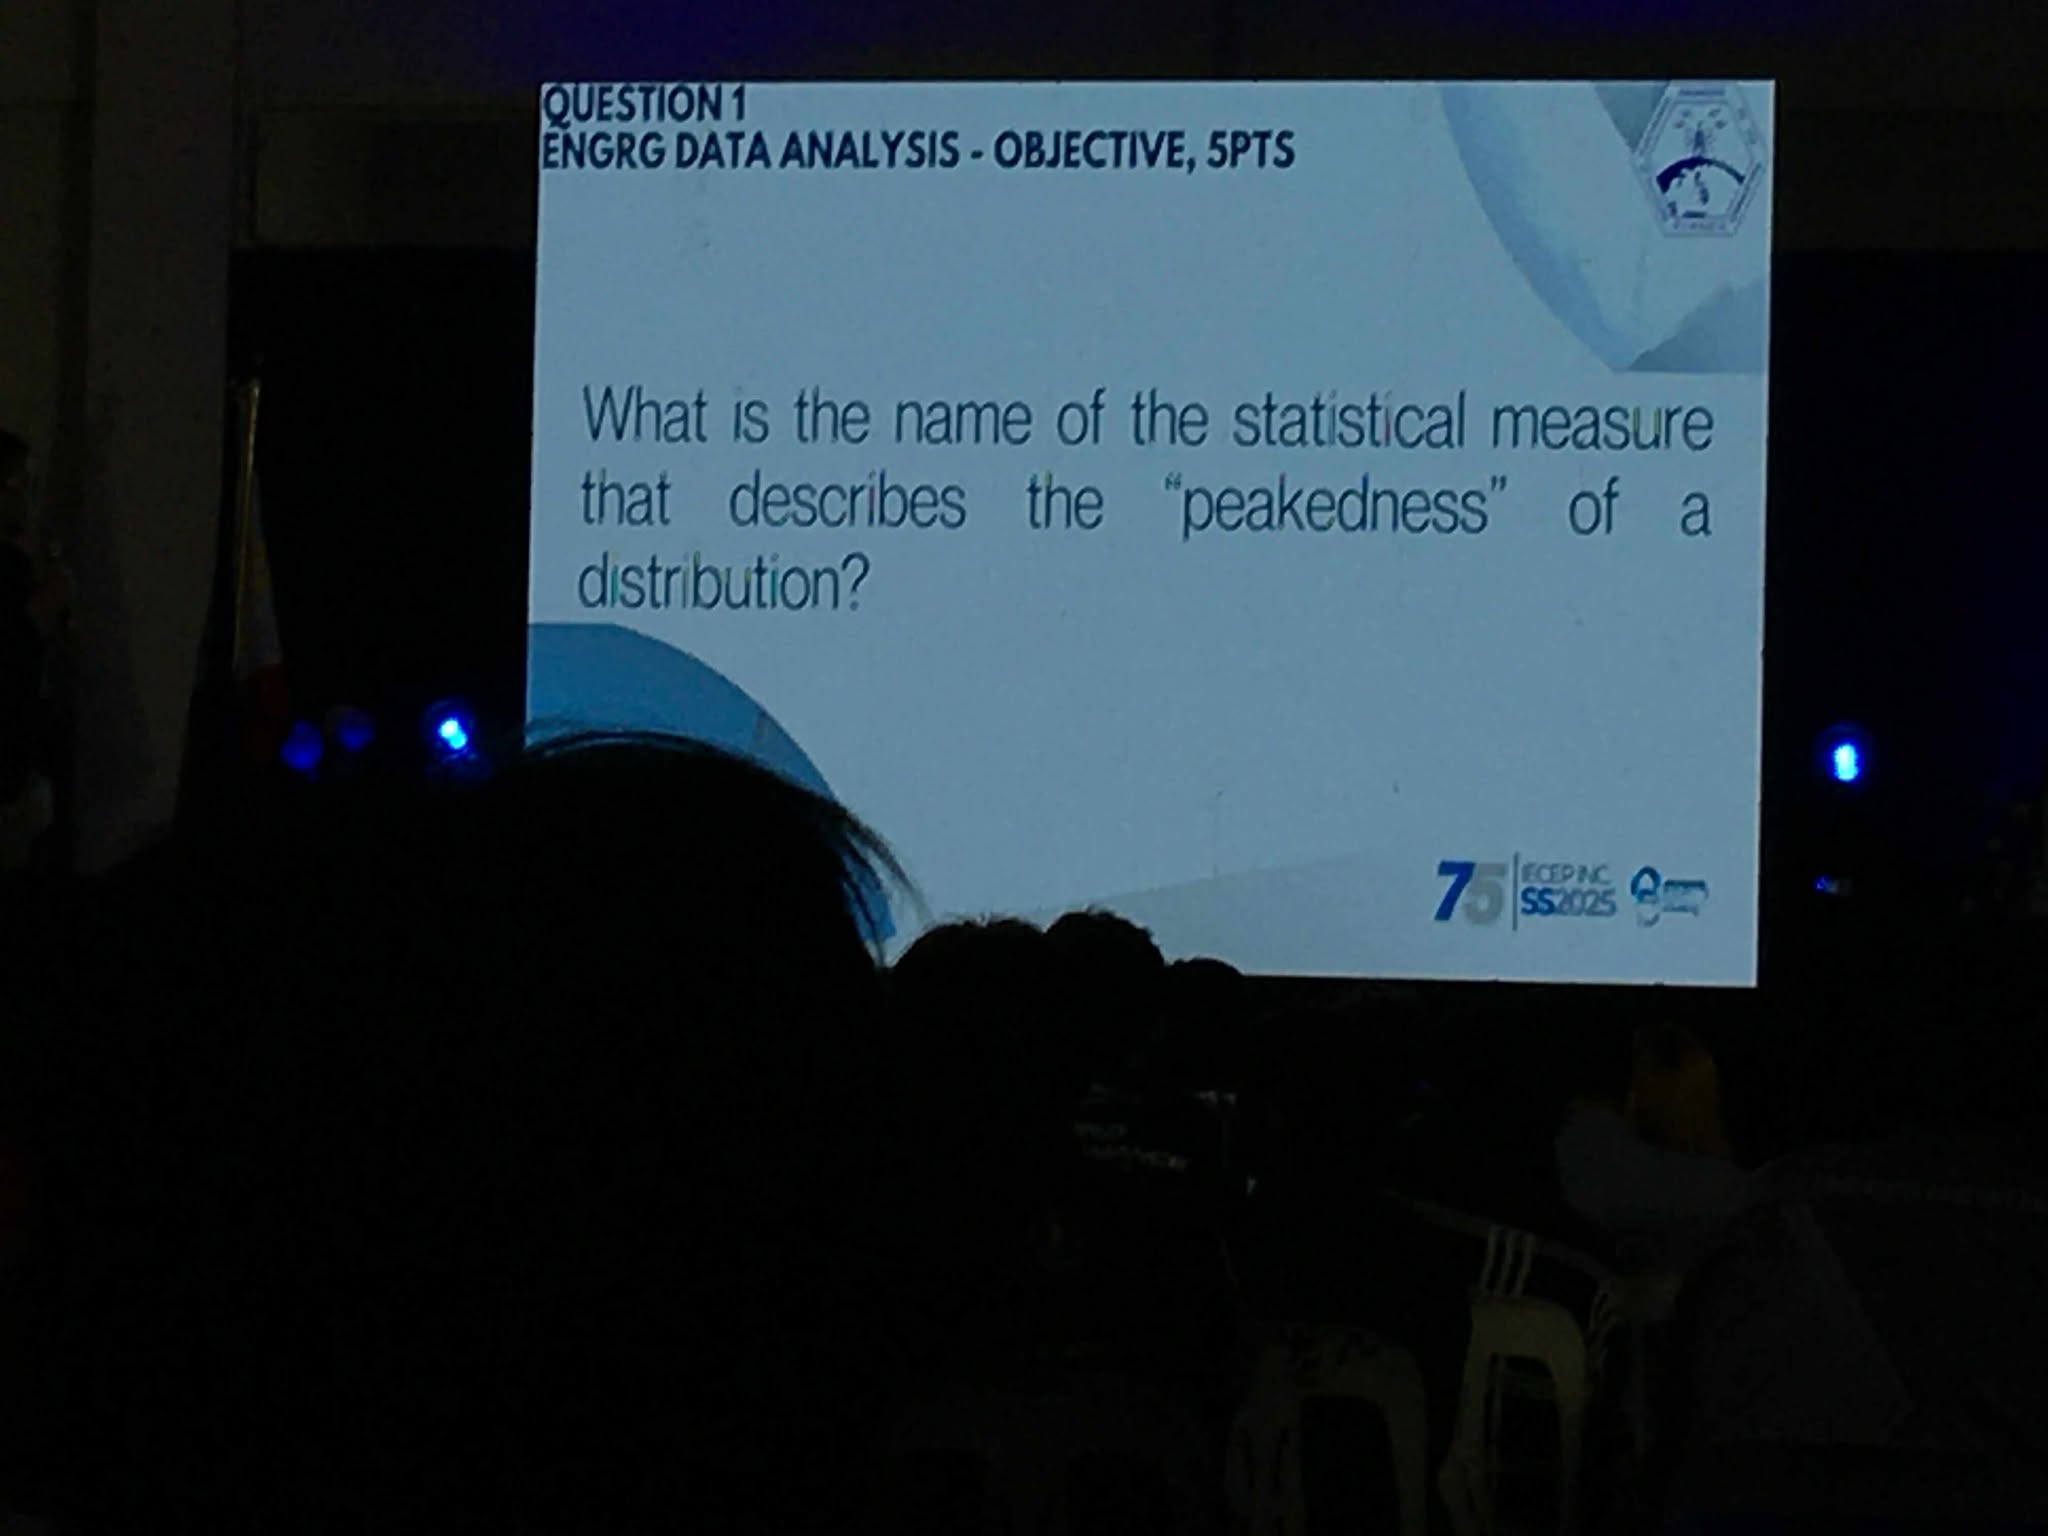 QUESTION 1
ENGRG DATA ANALYSIS - OBJECTIVE, 5PTS
What is the name of the statistical measure
that describes the “peakedness” of a
distribution?
75
IECEP INC.
SS2025